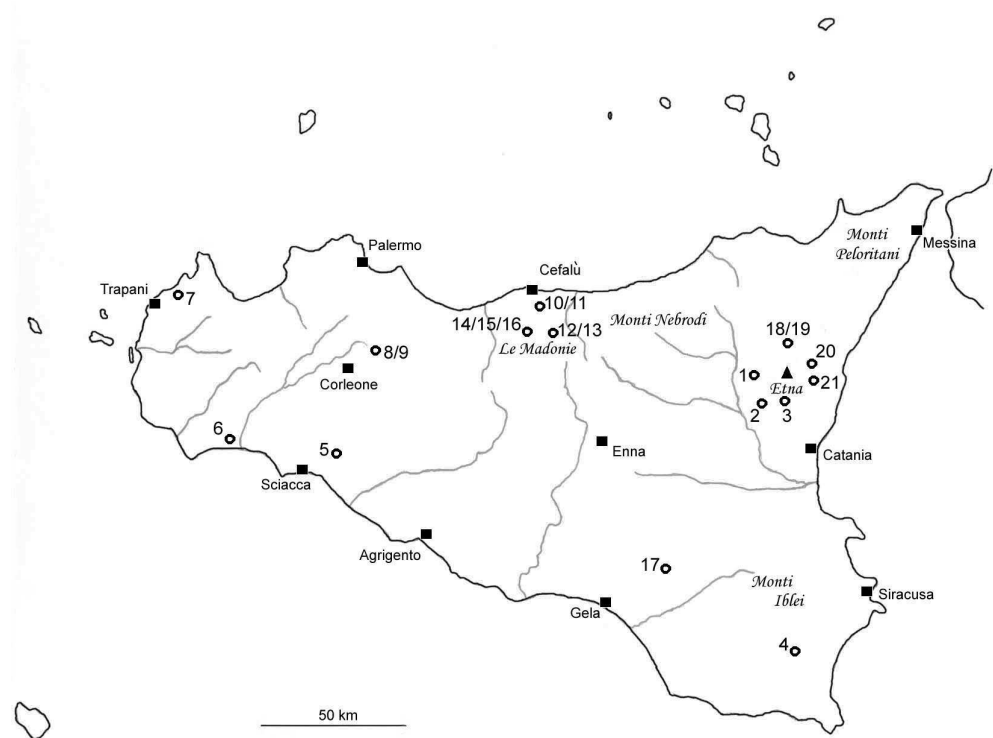 Monti
Peloritani
Messina
Palermo
Cefalù
Trapani
7
10/11
14/15/16
12/13
Le Madonie
Monti Nebrodi
18/19
8/9
20
1
Etna
21
Corleone
2
3
6
5
Enna
Catania
Sciacca
Agrigento
17
Monti
Iblei
Siracusa
Gela
4
50 km